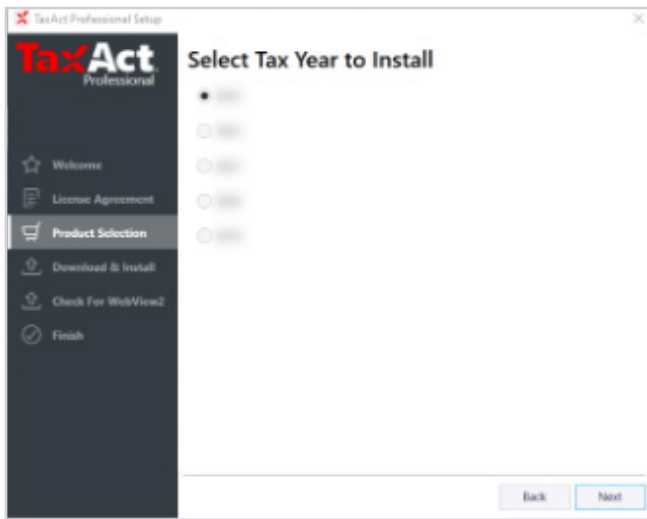 TaxAct Professional Setup
TaxAct
Professional
Select Tax Year to Install
Welcome
License Agreement
Product Selection
Download & Install
Check For WebView2
Finish
Back
Next